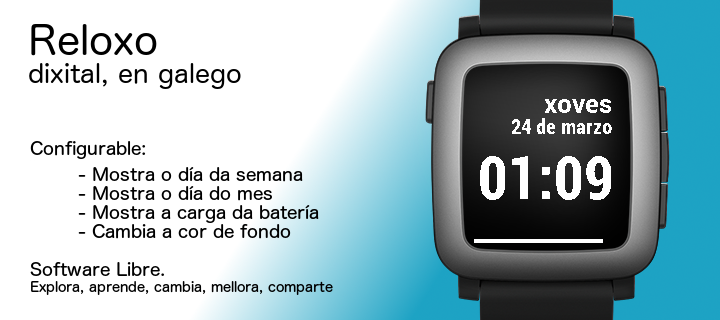 Reloxo
dixital, en galego
Configurable:
- Mostra o día da semana
- Mostra o día do mes
- Mostra a carga da batería
- Cambia a cor de fondo
Software Libre.
Explora, aprende, cambia, mellora, comparte
xoves
24 de marzo
01:09